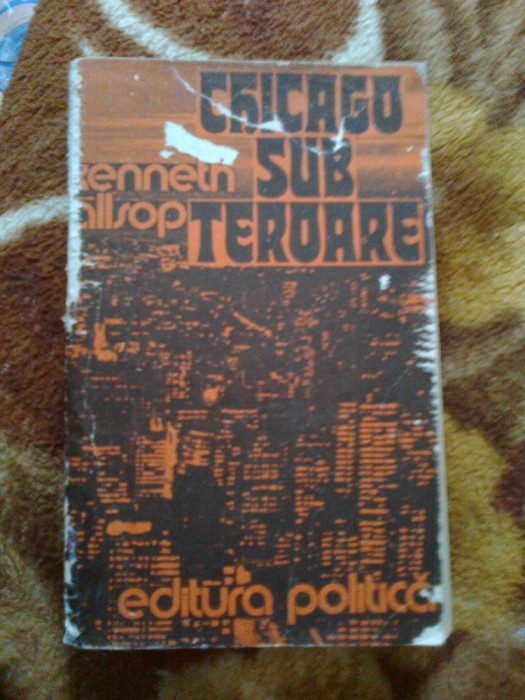 CHICAGO
SUB
TEROARE
kenneth
allsop
editura politică